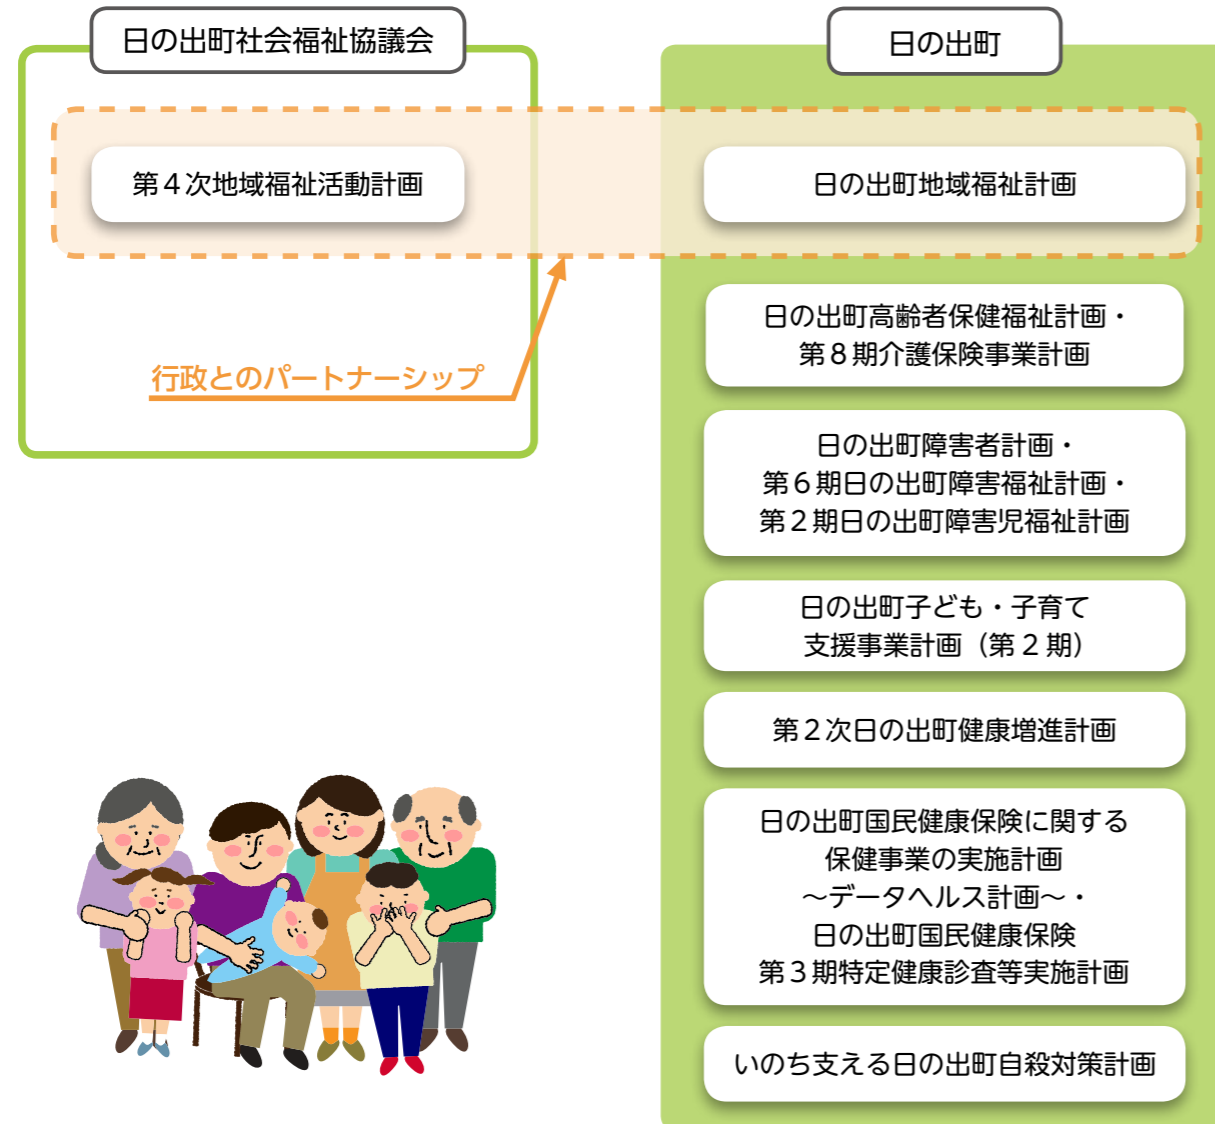 日の出町社会福祉協議会
第４次地域福祉活動計画
行政とのパートナーシップ
日の出町
日の出町地域福祉計画
日の出町高齢者保健福祉計画・
第８期介護保険事業計画
日の出町障害者計画・
第６期日の出町障害福祉計画・
第２期日の出町障害児福祉計画
日の出町子ども・子育て
支援事業計画（第２期）
第２次日の出町健康増進計画
日の出町国民健康保険に関する
保健事業の実施計画
～データヘルス計画～・
日の出町国民健康保険
第３期特定健康診査等実施計画
いのち支える日の出町自殺対策計画